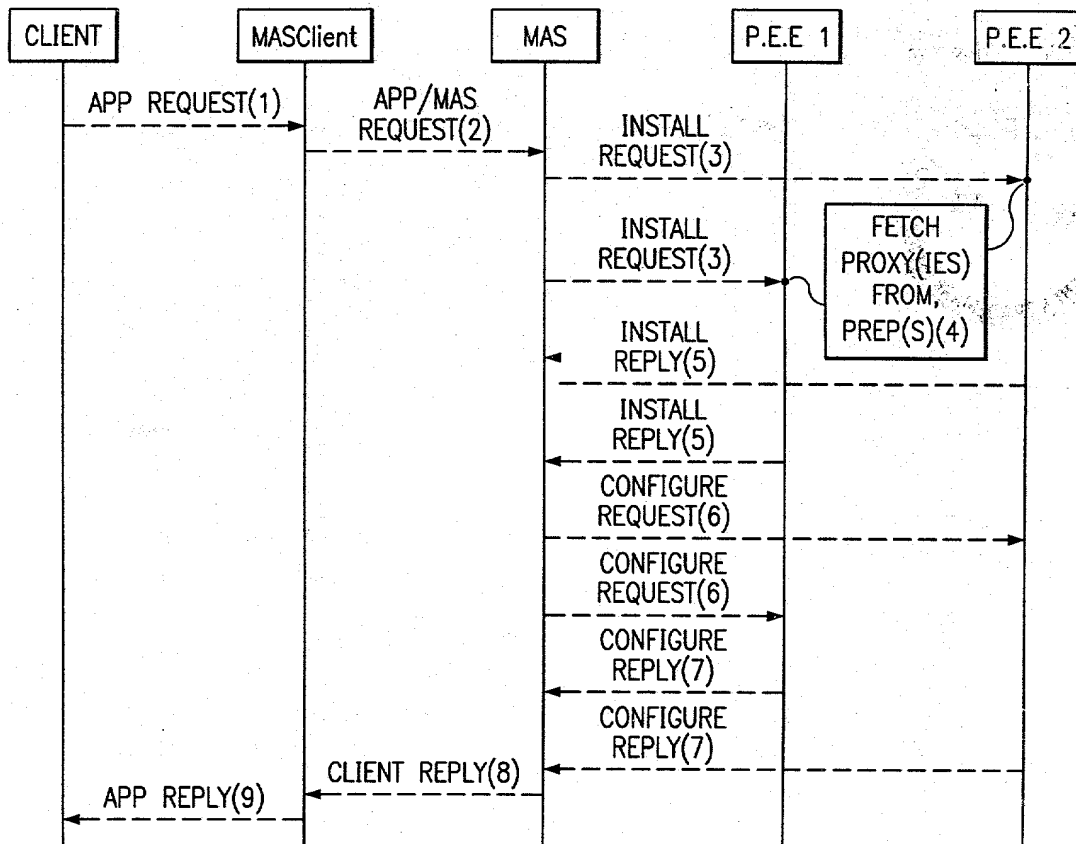 CLIENT
MASClient
MAS
P.E.E 1
P.E.E 2
APP REQUEST(1)
APP/MAS
REQUEST(2)
INSTALL
REQUEST(3)
INSTALL
REQUEST(3)
FETCH
PROXY(IES)
FROM,
PREP(S)(4)
INSTALL
REPLY(5)
INSTALL
REPLY(5)
CONFIGURE
REQUEST(6)
CONFIGURE
REQUEST(6)
CONFIGURE
REPLY(7)
CONFIGURE
REPLY(7)
CLIENT REPLY(8)
APP REPLY(9)